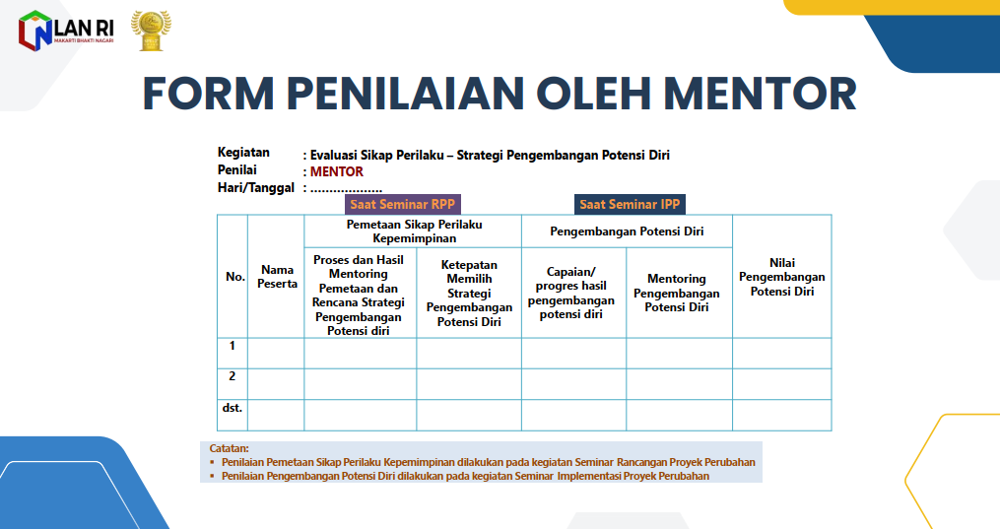 LAN RI
MAKARTI BHAKTI NAGARI
FORM PENILAIAN OLEH MENTOR
Kegiatan : Evaluasi Sikap Perilaku – Strategi Pengembangan Potensi Diri
Penilai : MENTOR
Hari/Tanggal : ...................
Saat Seminar RPP
Saat Seminar IPP
No.
Nama
Peserta
Pemetaan Sikap Perilaku
Kepemimpinan
Pengembangan Potensi Diri
Nilai
Pengembangan
Potensi Diri
Proses dan Hasil
Mentoring
Pemetaan dan
Rencana Strategi
Pengembangan
Potensi diri
Ketepatan
Memilih
Strategi
Pengembangan
Potensi Diri
Capaian/
progres hasil
pengembangan
potensi diri
Mentoring
Pengembangan
Potensi Diri
1
2
dst.
Catatan:
▪ Penilaian Pemetaan Sikap Perilaku Kepemimpinan dilakukan pada kegiatan Seminar Rancangan Proyek Perubahan
▪ Penilaian Pengembangan Potensi Diri dilakukan pada kegiatan Seminar Implementasi Proyek Perubahan